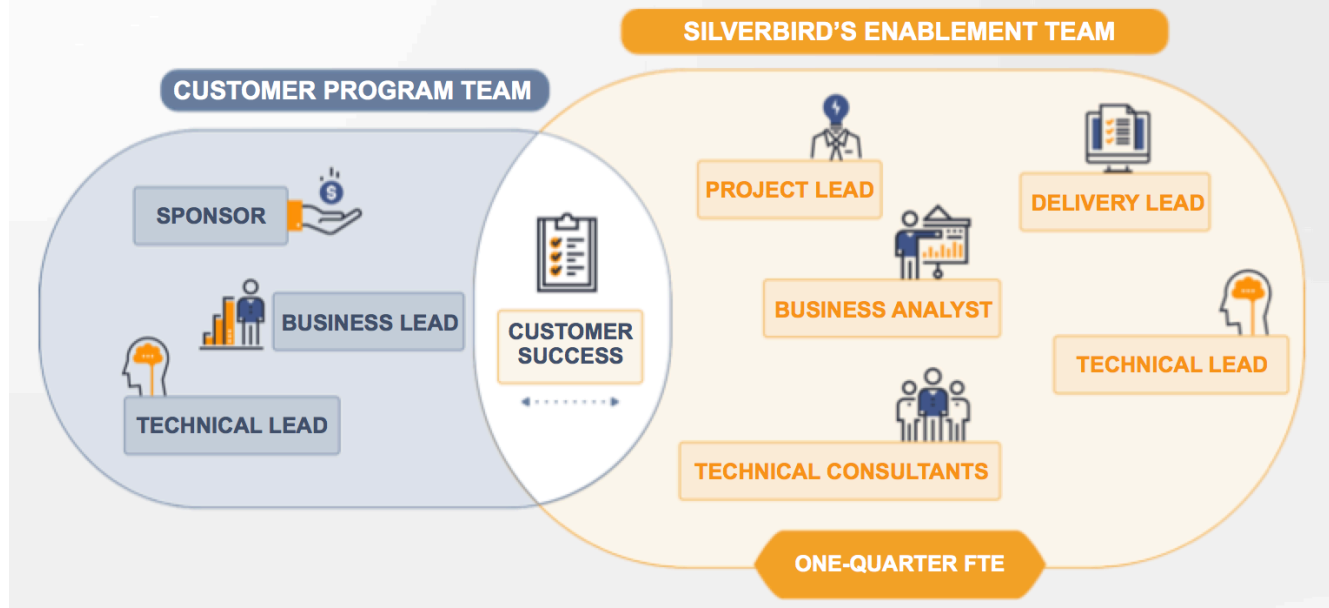 SILVERBIRD'S ENABLEMENT TEAM
CUSTOMER PROGRAM TEAM
SPONSOR
BUSINESS LEAD
TECHNICAL LEAD
CUSTOMER
SUCCESS
PROJECT LEAD
DELIVERY LEAD
BUSINESS ANALYST
TECHNICAL LEAD
TECHNICAL CONSULTANTS
ONE-QUARTER FTE